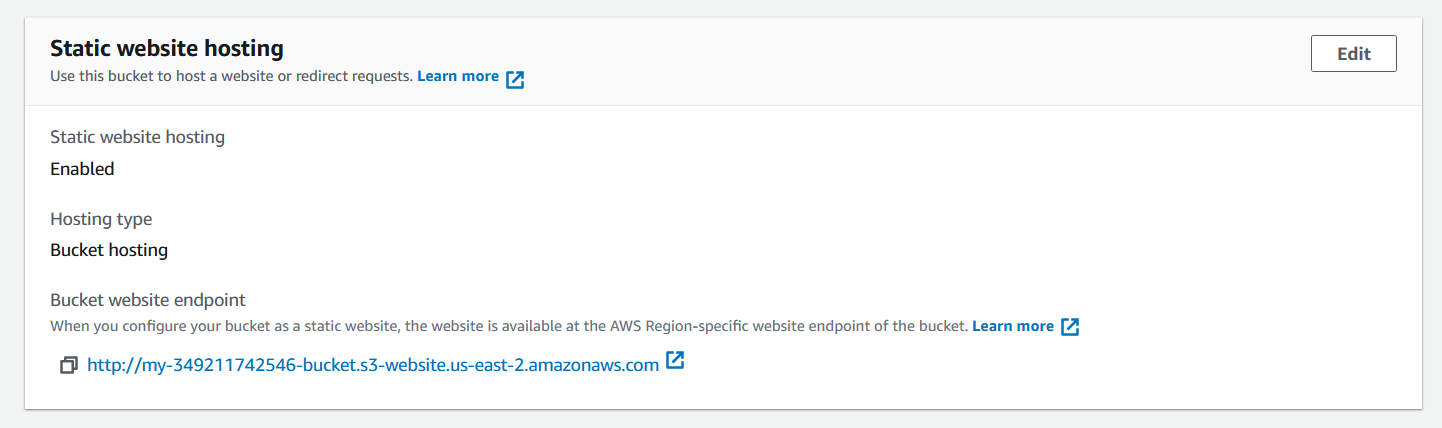 Static website hosting
Edit
Use this bucket to host a website or redirect requests. Learn more
Static website hosting
Enabled
Hosting type
Bucket hosting
Bucket website endpoint
When you configure your bucket as a static website, the website is available at the AWS Region-specific website endpoint of the bucket. Learn more
http://my-349211742546-bucket.s3-website.us-east-2.amazonaws.com